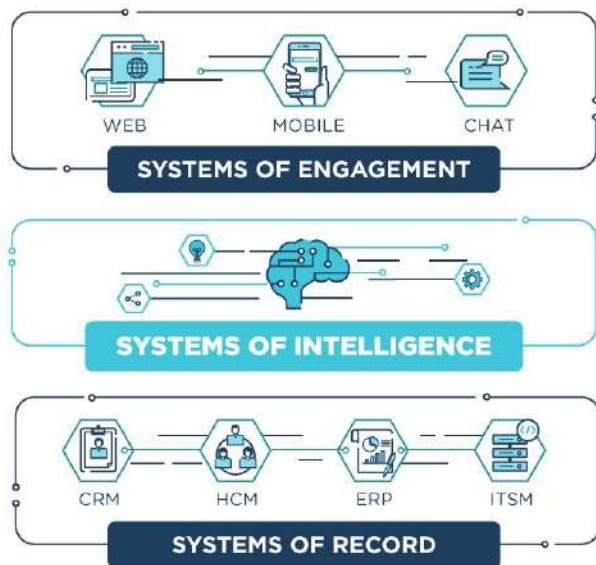 WEB MOBILE CHAT
SYSTEMS OF ENGAGEMENT
SYSTEMS OF INTELLIGENCE
CRM HCM ERP ITSM
SYSTEMS OF RECORD